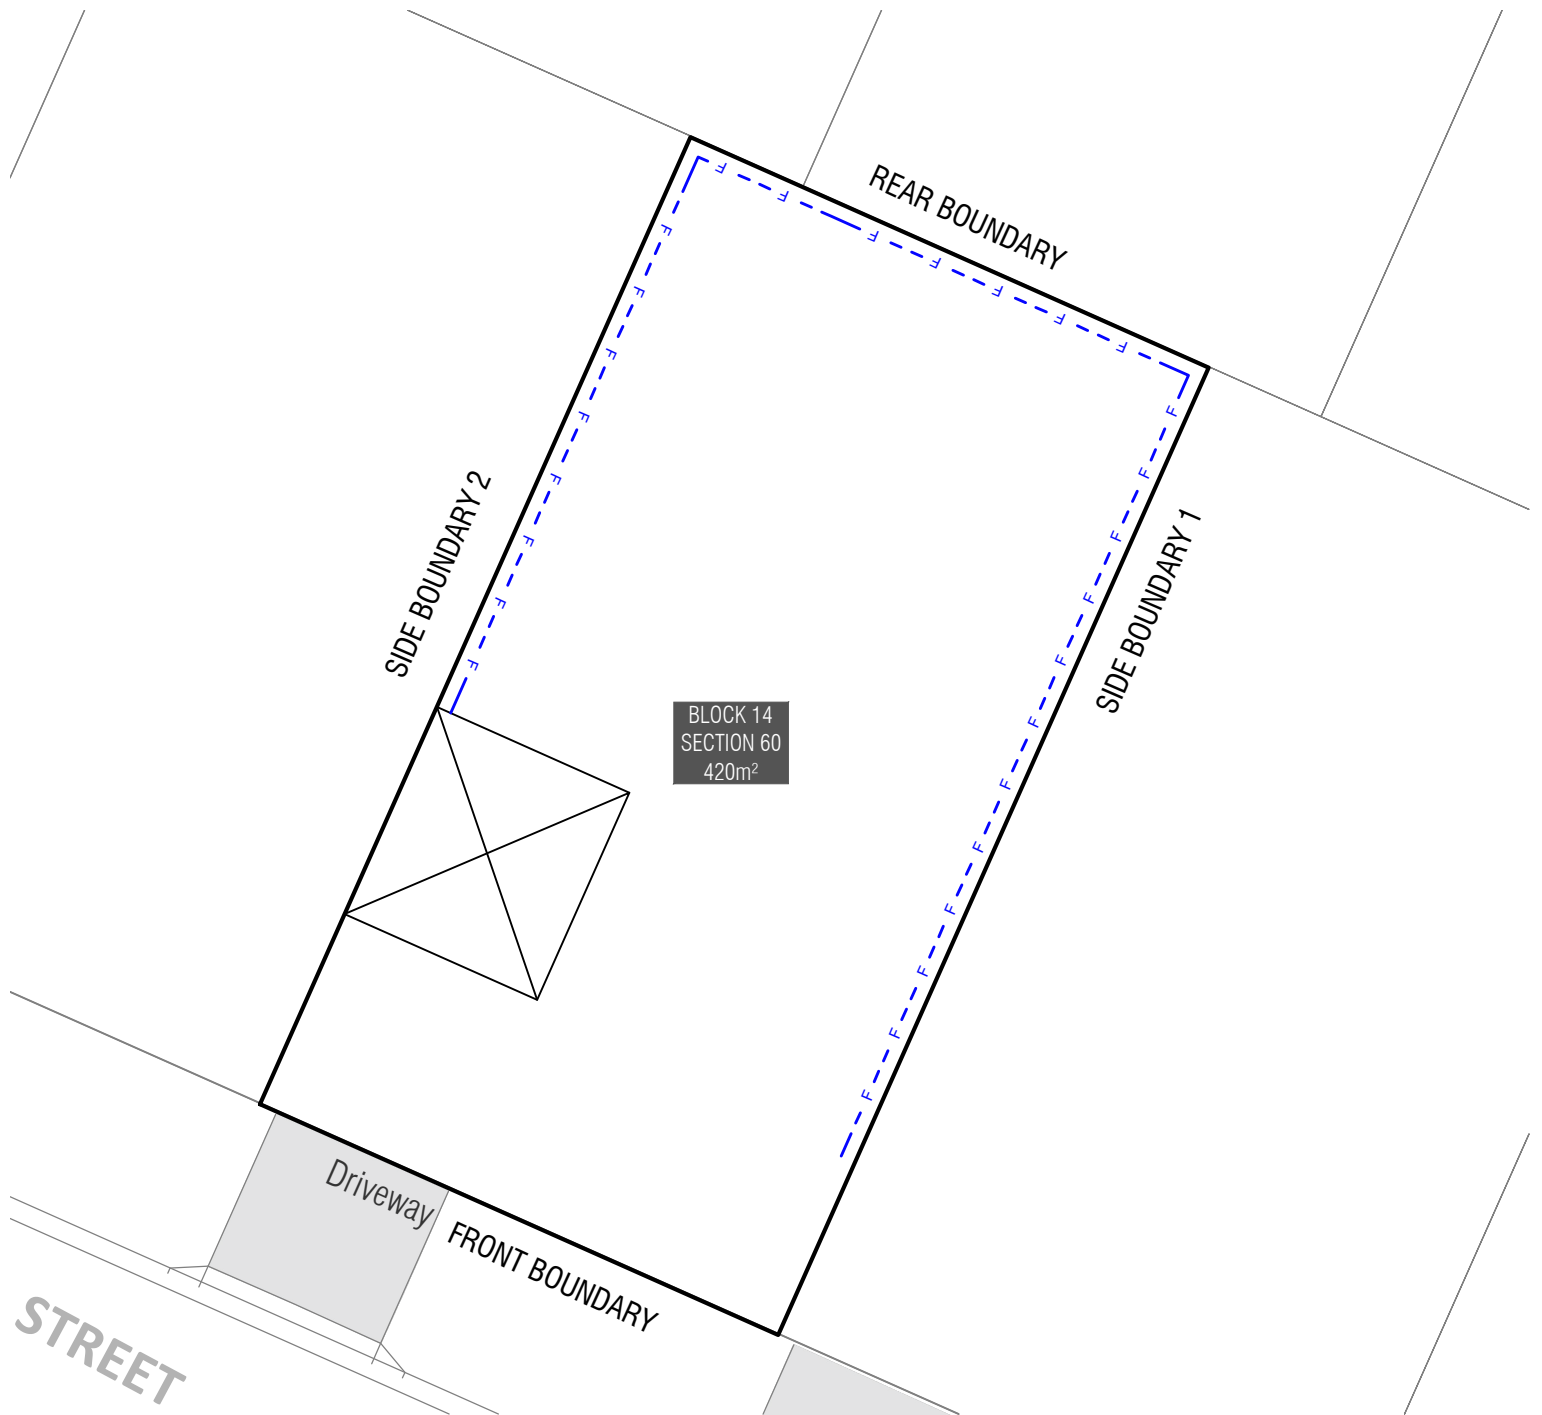 REAR BOUNDARY
F F F F F F F
F F F F F F F F
SIDE BOUNDARY 2
F F F F F F F F F F F F
SIDE BOUNDARY 1
BLOCK 14
SECTION 60
420m²
Driveway
FRONT BOUNDARY
STREET